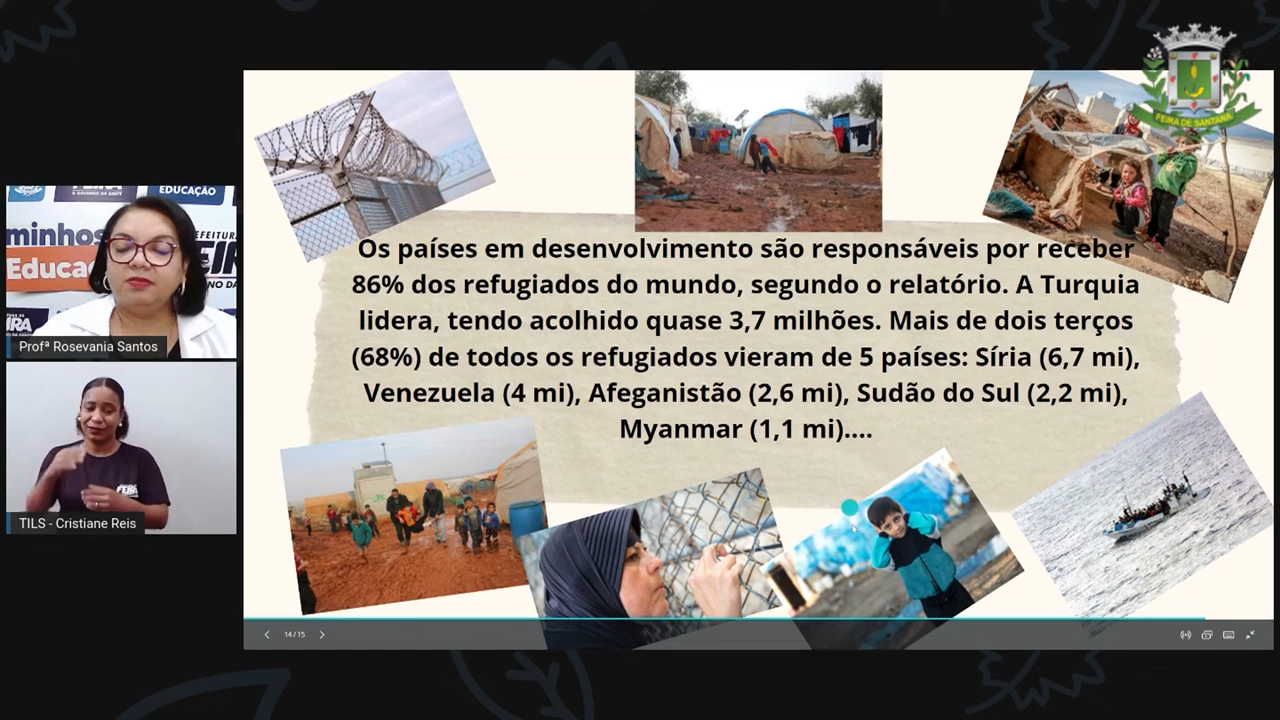 FEIRA DE SANTANA
Os países em desenvolvimento são responsáveis por receber
86% dos refugiados do mundo, segundo o relatório. A Turquia
lidera, tendo acolhido quase 3,7 milhões. Mais de dois terços
(68%) de todos os refugiados vieram de 5 países: Síria (6,7 mi),
Venezuela (4 mi), Afeganistão (2,6 mi), Sudão do Sul (2,2 mi),
Myanmar (1,1 mi)....
EDUCAÇÃO
minhos
Educa
Profª Rosevania Santos
FEIRA
TILS - Cristiane Reis
14/15